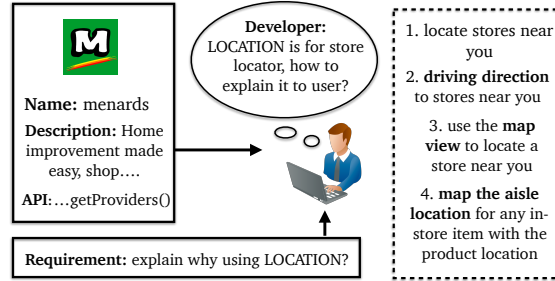 M
Name: menards
Description: Home
improvement made
easy, shop....
API:...getProviders()
Developer:
LOCATION is for store
locator, how to
explain it to user?
Requirement: explain why using LOCATION?
1. locate stores near
you
2. driving direction
to stores near you
3. use the map
view to locate a
store near you
4. map the aisle
location for any in-
store item with the
product location